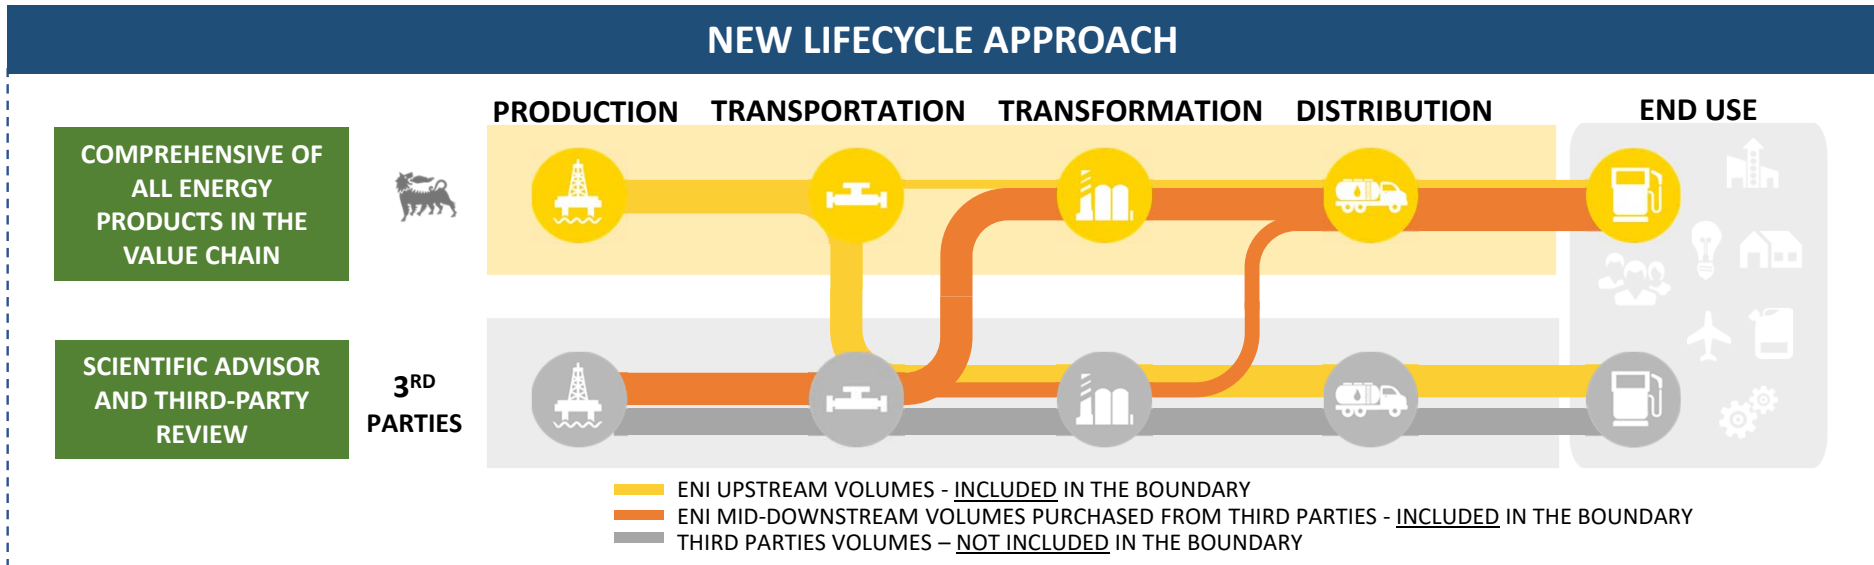 NEW LIFECYCLE APPROACH
PRODUCTION TRANSPORTATION TRANSFORMATION DISTRIBUTION END USE
COMPREHENSIVE OF
ALL ENERGY
PRODUCTS IN THE
VALUE CHAIN
SCIENTIFIC ADVISOR
AND THIRD-PARTY
REVIEW
3RD
PARTIES
ENI UPSTREAM VOLUMES - INCLUDED IN THE BOUNDARY
ENI MID-DOWNSTREAM VOLUMES PURCHASED FROM THIRD PARTIES - INCLUDED IN THE BOUNDARY
THIRD PARTIES VOLUMES – NOT INCLUDED IN THE BOUNDARY